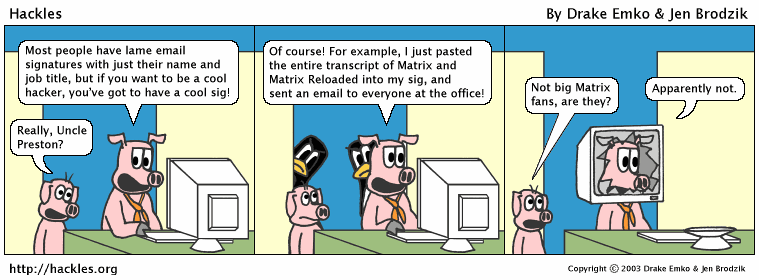 Hackles
By Drake Emko & Jen Brodzik
Most people have lame email
signatures with just their name and
job title, but if you want to be a cool
hacker, you've got to have a cool sig!
Really, Uncle
Preston?
Of course! For example, I just pasted
the entire transcript of Matrix and
Matrix Reloaded into my sig, and
sent an email to everyone at the office!
Not big Matrix
fans, are they?
Apparently not.
http://hackles.org
Copyright © 2003 Drake Emko & Jen Brodzik